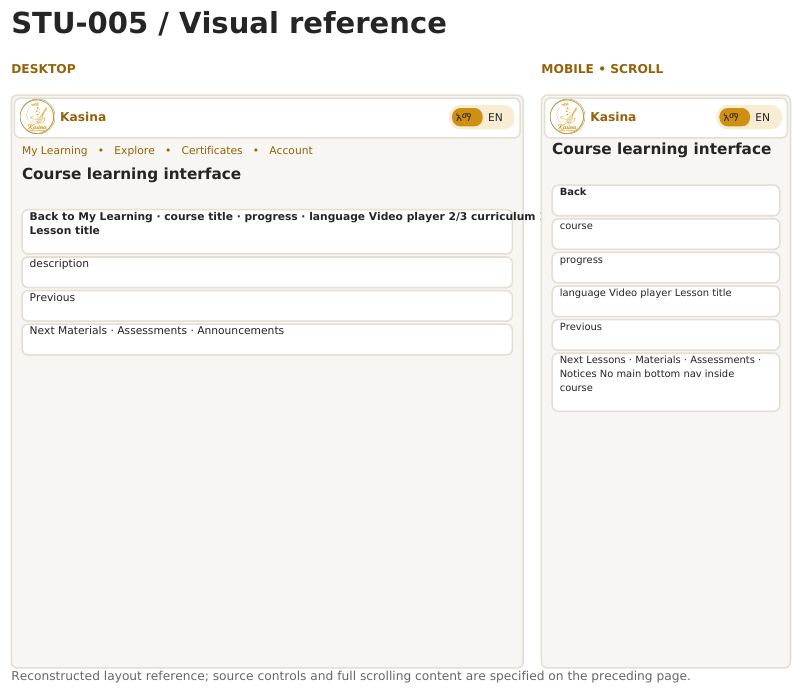 STU-005 / Visual reference
DESKTOP
Kasina
Kasina
አማ EN
My Learning • Explore • Certificates • Account
Course learning interface
Back to My Learning · course title · progress · language Video player 2/3 curriculum
Lesson title
description
Previous
Next Materials · Assessments · Announcements
MOBILE • SCROLL
Kasina
Kasina
አማ EN
Course learning interface
Back
course
progress
language Video player Lesson title
Previous
Next Lessons · Materials · Assessments ·
Notices No main bottom nav inside
course
Reconstructed layout reference; source controls and full scrolling content are specified on the preceding page.